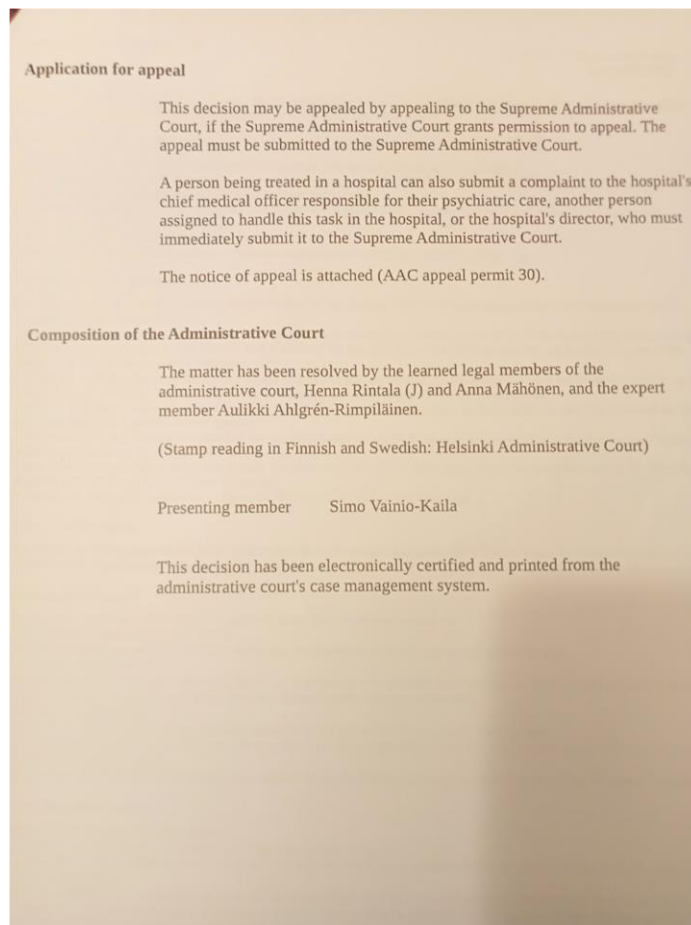 Application for appeal
This decision may be appealed by appealing to the Supreme Administrative
Court, if the Supreme Administrative Court grants permission to appeal. The
appeal must be submitted to the Supreme Administrative Court.
A person being treated in a hospital can also submit a complaint to the hospital's
chief medical officer responsible for their psychiatric care, another person
assigned to handle this task in the hospital, or the hospital's director, who must
immediately submit it to the Supreme Administrative Court.
The notice of appeal is attached (AAC appeal permit 30).
Composition of the Administrative Court
The matter has been resolved by the learned legal members of the
administrative court, Henna Rintala (J) and Anna Mähönen, and the expert
member Aulikki Ahlgrén-Rimpiläinen.
(Stamp reading in Finnish and Swedish: Helsinki Administrative Court)
Presenting member Simo Vainio-Kaila
This decision has been electronically certified and printed from the
administrative court's case management system.